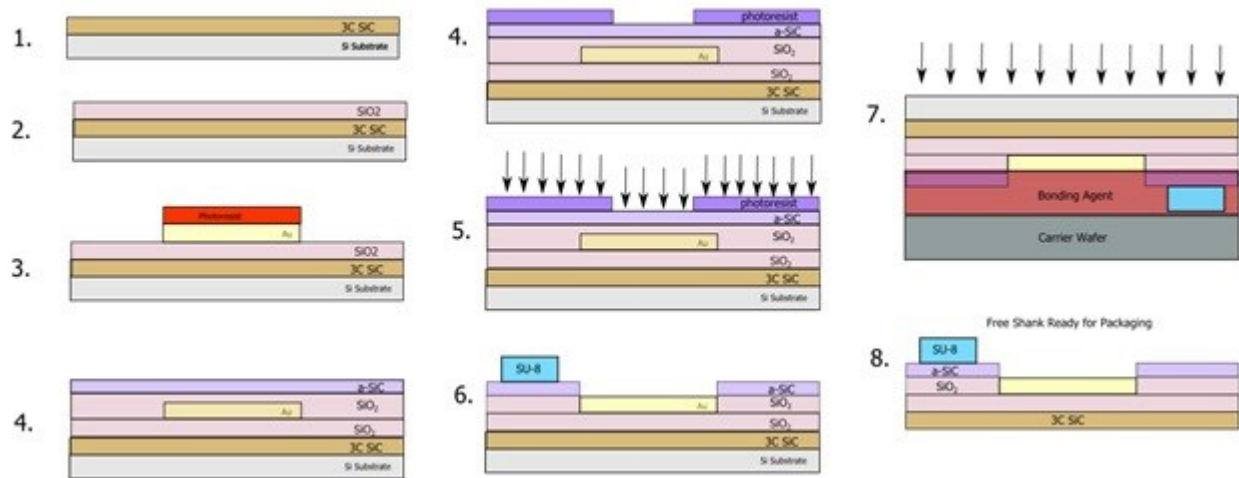 1.
3C SiC
Si Substrate
2.
SiO2
3C SiC
Si Substrate
3.
Photoresist
Au
SiO2
3C SiC
Si Substrate
4.
a-SiC
SiO₂
Au
SiO₂
3C SiC
Si Substrate
4.
photoresist
a-SiC
SiO₂
Au
SiO₂
3C SiC
Si Substrate
5.
photoresist
a-SiC
SiO₂
Au
SiO₂
3C SiC
Si Substrate
6.
SU-8
a-SiC
SiO₂
Au
SiO₂
3C SiC
Si Substrate
7.
Bonding Agent
Carrier Wafer
Free Shank Ready for Packaging
8.
SU-8
a-SiC
SiO₂
3C SiC